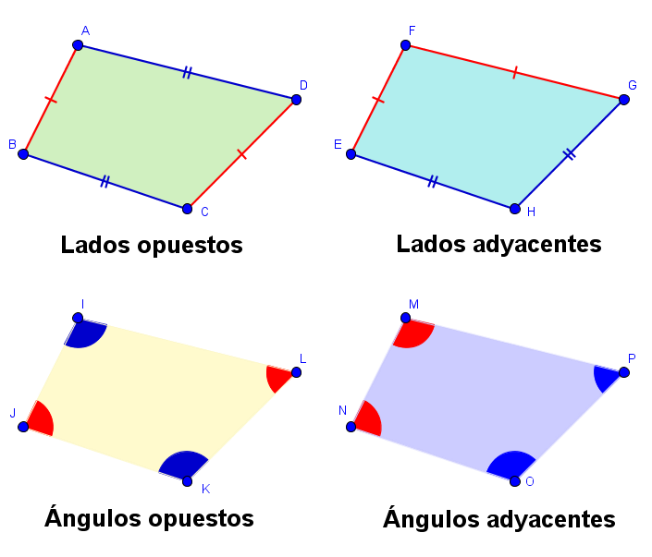 A
D
B
C
Lados opuestos
F
G
E
H
Lados adyacentes
I
L
J
K
Ángulos opuestos
M
P
N
O
Ángulos adyacentes